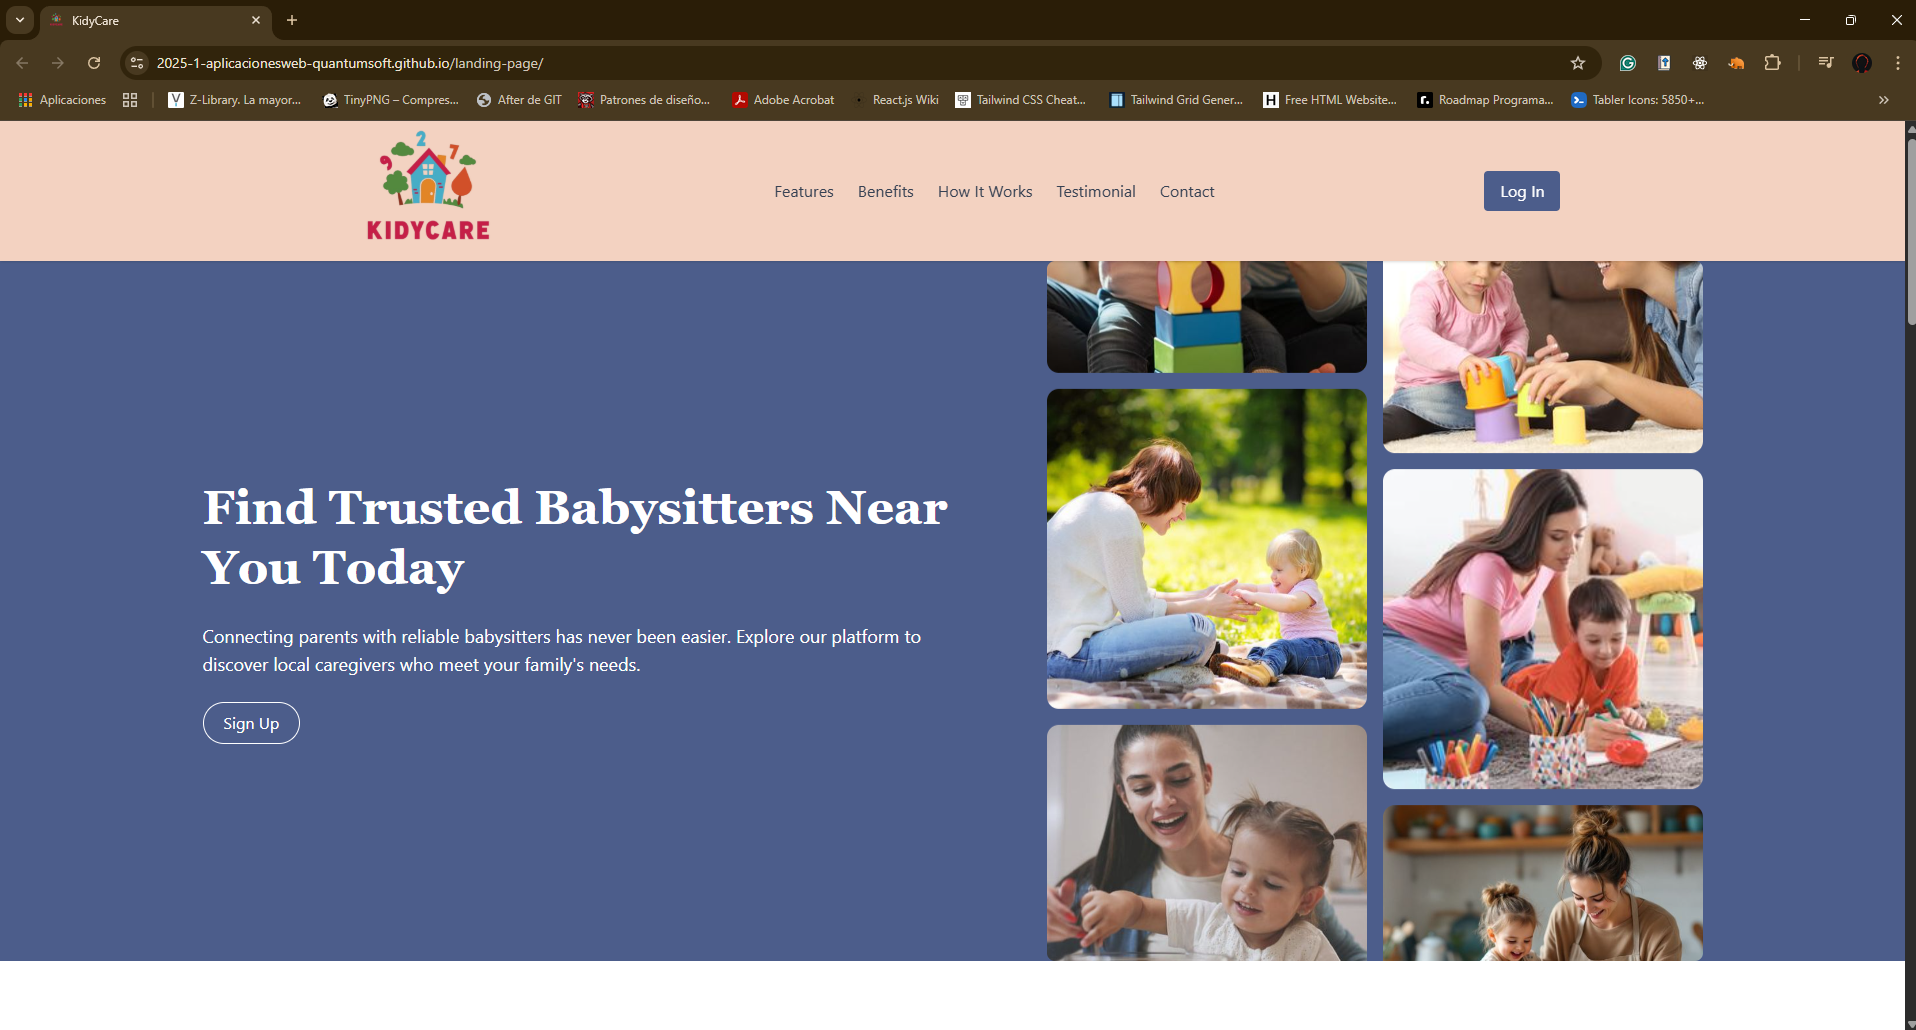 KidyCare
2025-1-aplicacionesweb-quantumsoft.github.io/landing-page/
Aplicaciones
Z-Library. La mayor...
TinyPNG – Compres...
After de GIT
Patrones de diseño...
Adobe Acrobat
React.js Wiki
Tailwind CSS Cheat...
Tailwind Grid Gener...
Free HTML Website...
Roadmap Programa...
Tabler Icons: 5850+...
2 7 9
KIDYCARE
Features
Benefits
How It Works
Testimonial
Contact
Log In
Find Trusted Babysitters Near
You Today
Connecting parents with reliable babysitters has never been easier. Explore our platform to
discover local caregivers who meet your family's needs.
Sign Up